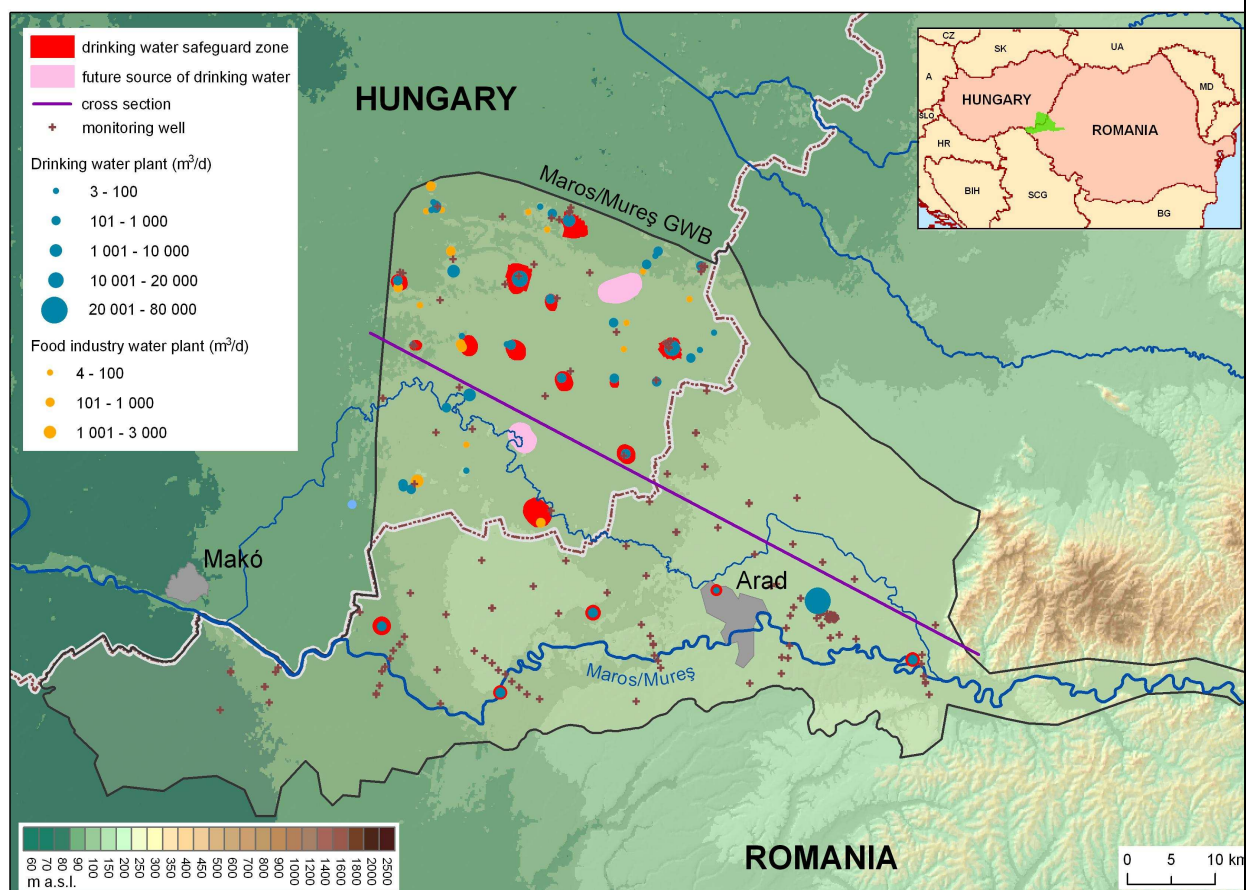 drinking water safeguard zone
future source of drinking water
cross section
monitoring well
Drinking water plant (m³/d)
3 - 100
101 - 1 000
1 001 - 10 000
10 001 - 20 000
20 001 - 80 000
Food industry water plant (m³/d)
4 - 100
101 - 1 000
1 001 - 3 000
HUNGARY
Maros/Mureş GWB
CZ
SK
UA
A
HUNGARY
MD
SLO
ROMANIA
HR
BIH
SCG
BG
Makó
Arad
Maros/Mureş
ROMANIA
60 70 80 90 100 150 200 250 300 350 400 450 500 600 700 800 900 1000 1200 1400 1600 1800 2000 2500
m a.s.l.
0 5 10 km